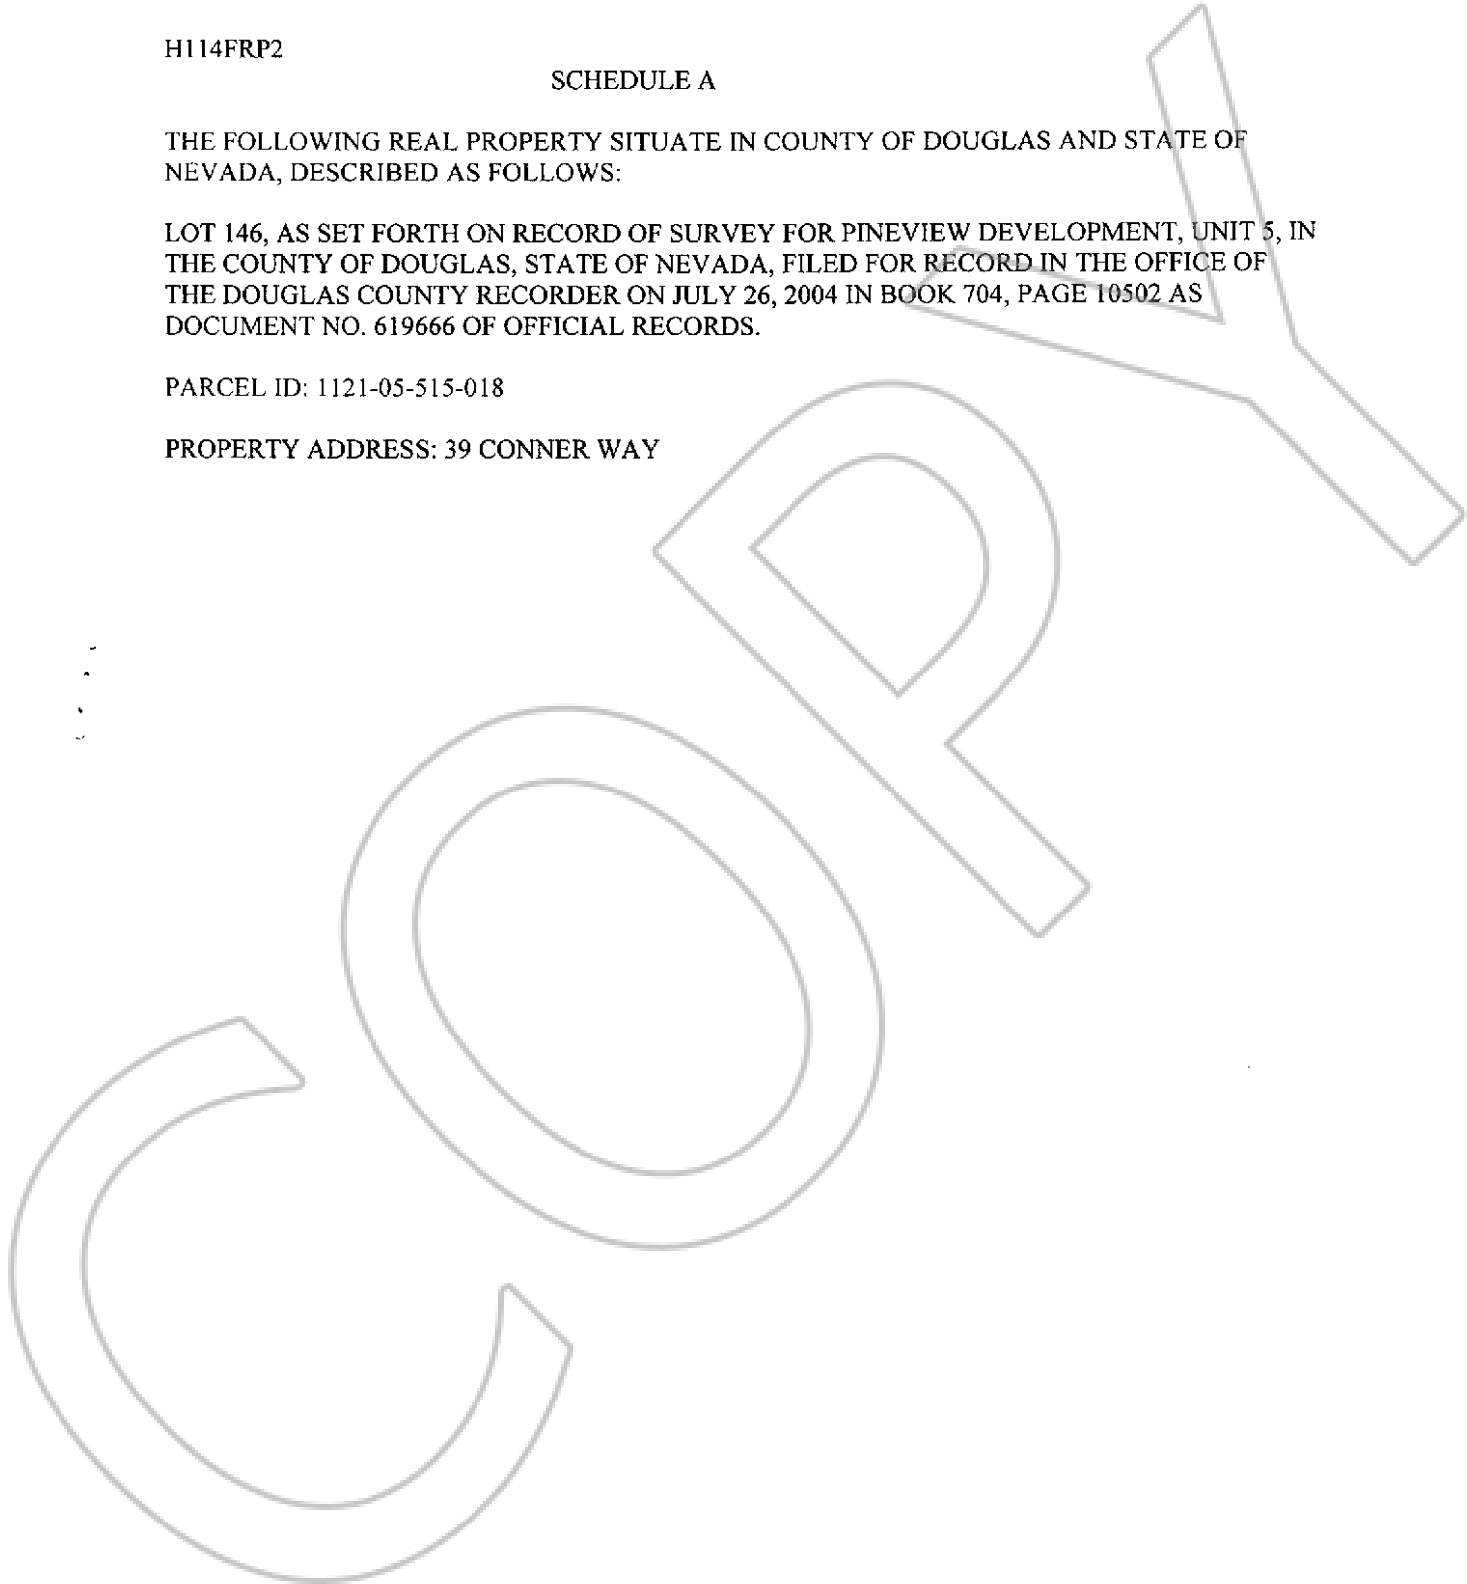 H114FRP2
SCHEDULE A
THE FOLLOWING REAL PROPERTY SITUATE IN COUNTY OF DOUGLAS AND STATE OF
NEVADA, DESCRIBED AS FOLLOWS:
LOT 146, AS SET FORTH ON RECORD OF SURVEY FOR PINEVIEW DEVELOPMENT, UNIT 5, IN
THE COUNTY OF DOUGLAS, STATE OF NEVADA, FILED FOR RECORD IN THE OFFICE OF
THE DOUGLAS COUNTY RECORDER ON JULY 26, 2004 IN BOOK 704, PAGE 10502 AS
DOCUMENT NO. 619666 OF OFFICIAL RECORDS.
PARCEL ID: 1121-05-515-018
PROPERTY ADDRESS: 39 CONNER WAY
COPY